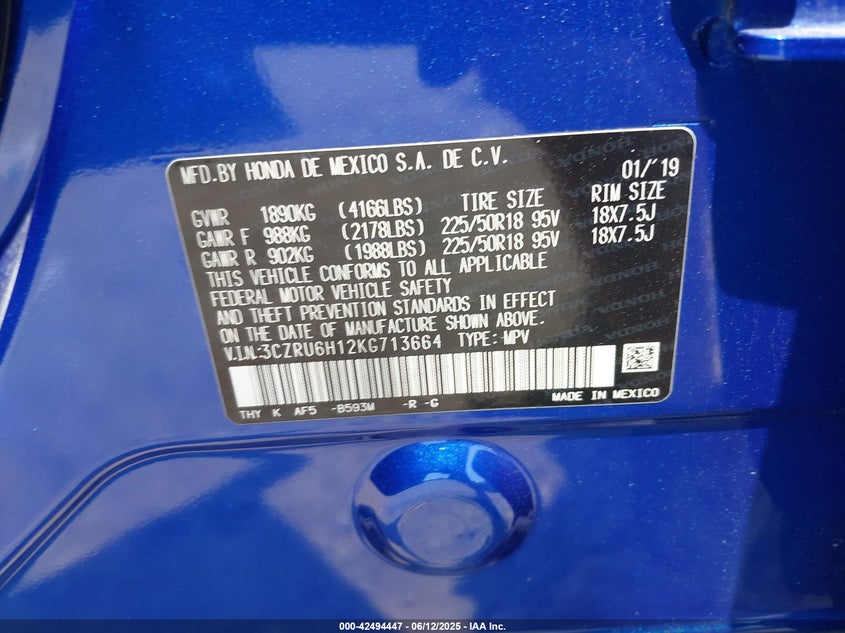 MFD.BY HONDA DE MEXICO S.A. DE C.V. 01/'19
TIRE SIZE RIM SIZE
GVWR 1890KG (4166LBS)
GAWR F 988KG (2178LBS) 225/50R18 95V 18X7.5J
GAWR R 902KG (1988LBS) 225/50R18 95V 18X7.5J
THIS VEHICLE CONFORMS TO ALL APPLICABLE
FEDERAL MOTOR VEHICLE SAFETY
AND THEFT PREVENTION STANDARDS IN EFFECT
ON THE DATE OF MANUFACTURE SHOWN ABOVE.
V.I.N:3CZRU6H12KG713664 TYPE: MPV
THY K AF5 -B593M -R -G MADE IN MEXICO
000-42494447 - 06/12/2025 - IAA Inc.